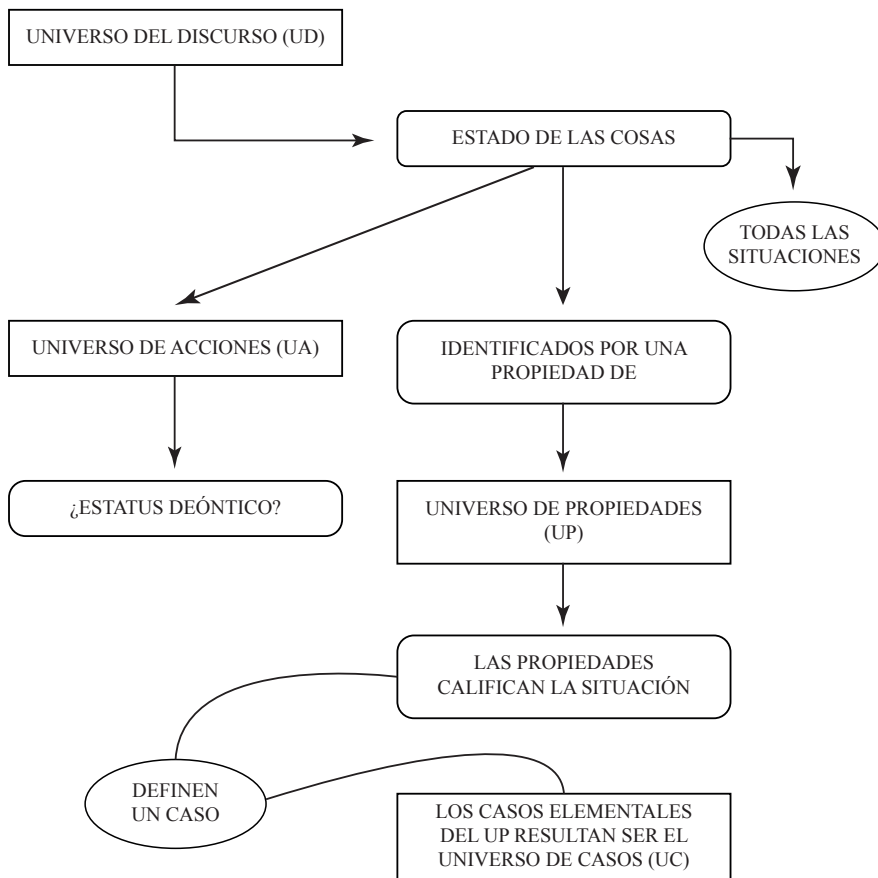 UNIVERSO DEL DISCURSO (UD)
ESTADO DE LAS COSAS
TODAS LAS
SITUACIONES
UNIVERSO DE ACCIONES (UA)
IDENTIFICADOS POR UNA
PROPIEDAD DE
¿ESTATUS DEÓNTICO?
UNIVERSO DE PROPIEDADES
(UP)
LAS PROPIEDADES
CALIFICAN LA SITUACIÓN
DEFINEN
UN CASO
LOS CASOS ELEMENTALES
DEL UP RESULTAN SER EL
UNIVERSO DE CASOS (UC)